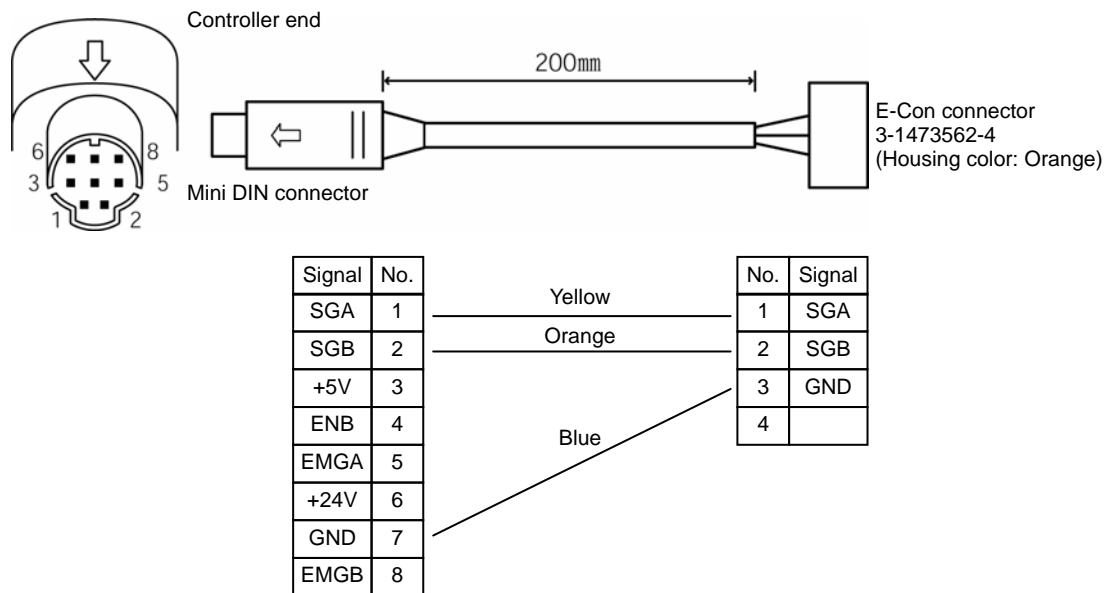 Controller end
200mm
E-Con connector
3-1473562-4
(Housing color: Orange)
6 8
3 5
1 2
Mini DIN connector
Signal No.
SGA 1
SGB 2
+5V 3
ENB 4
EMGA 5
+24V 6
GND 7
EMGB 8
Yellow
Orange
Blue
No. Signal
1 SGA
2 SGB
3 GND
4